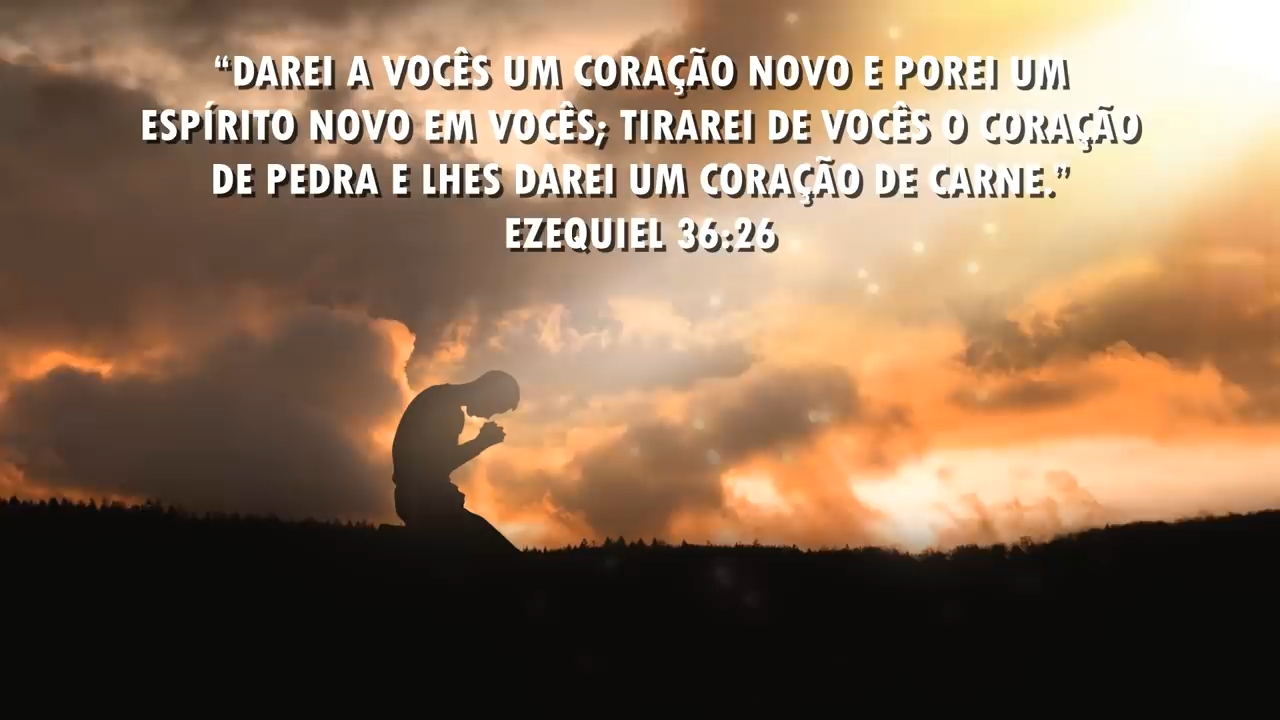 “DAREI A VOCÊS UM CORAÇÃO NOVO E POREI UM
ESPÍRITO NOVO EM VOCÊS; TIRAREI DE VOCÊS O CORAÇÃO
DE PEDRA E LHES DAREI UM CORAÇÃO DE CARNE.”
EZEQUIEL 36:26